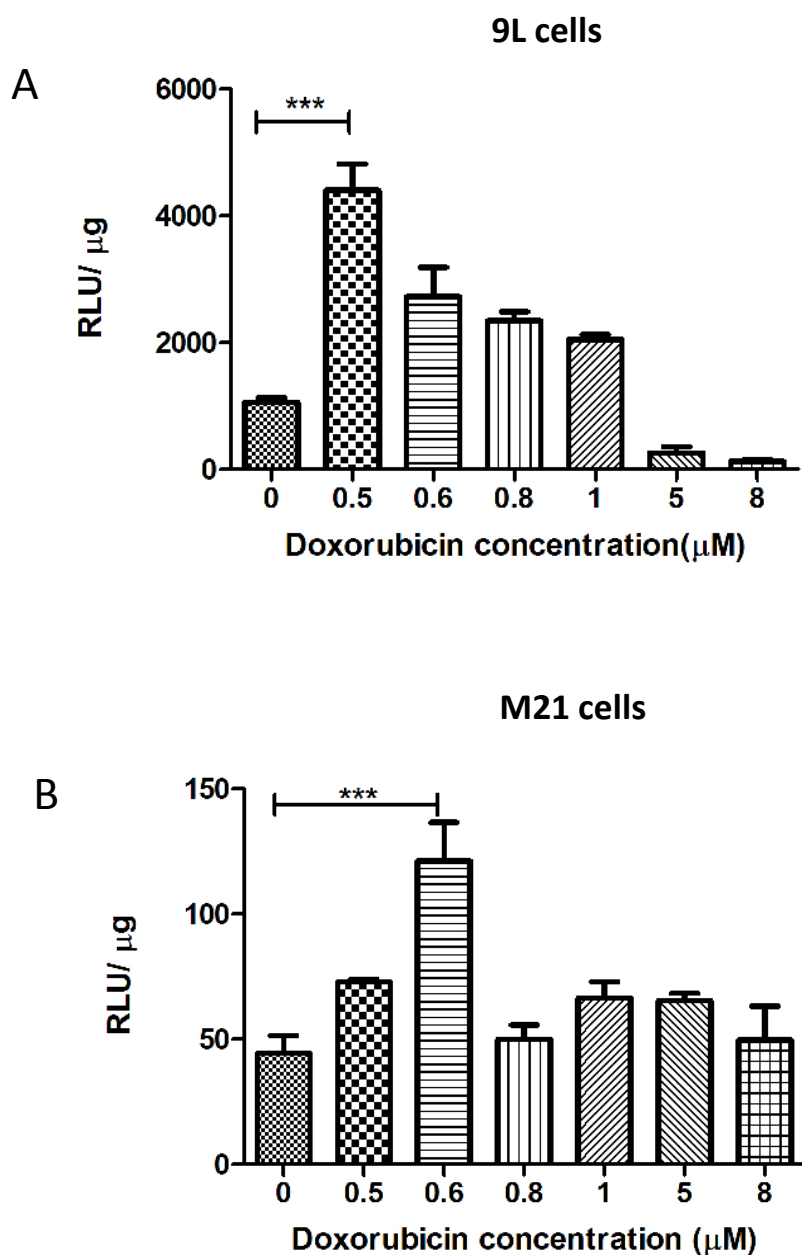 9L cells
A
6000
4000
2000
0
RLU/ μg
***
0 0.5 0.6 0.8 1 5 8
Doxorubicin concentration(μM)
M21 cells
B
150
100
50
0
RLU/ μg
***
0 0.5 0.6 0.8 1 5 8
Doxorubicin concentration (μM)